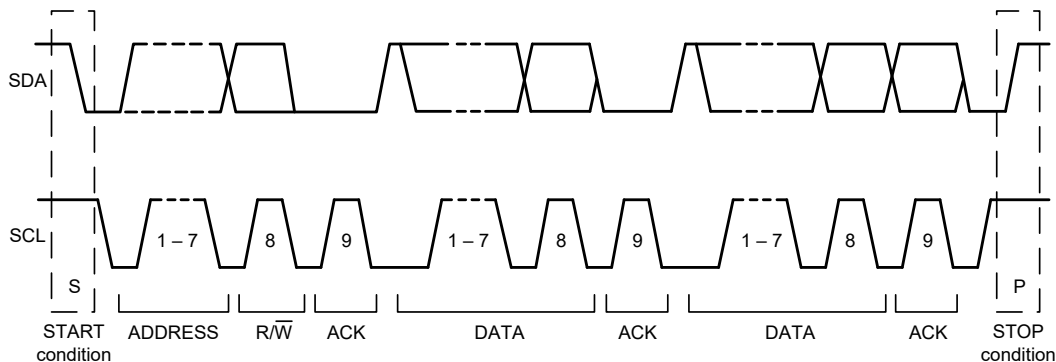 SDA
SCL
1 – 7 8 9 1 – 7 8 9 1 – 7 8 9
S P
START condition
ADDRESS R/W̅ ACK DATA ACK DATA ACK
STOP condition